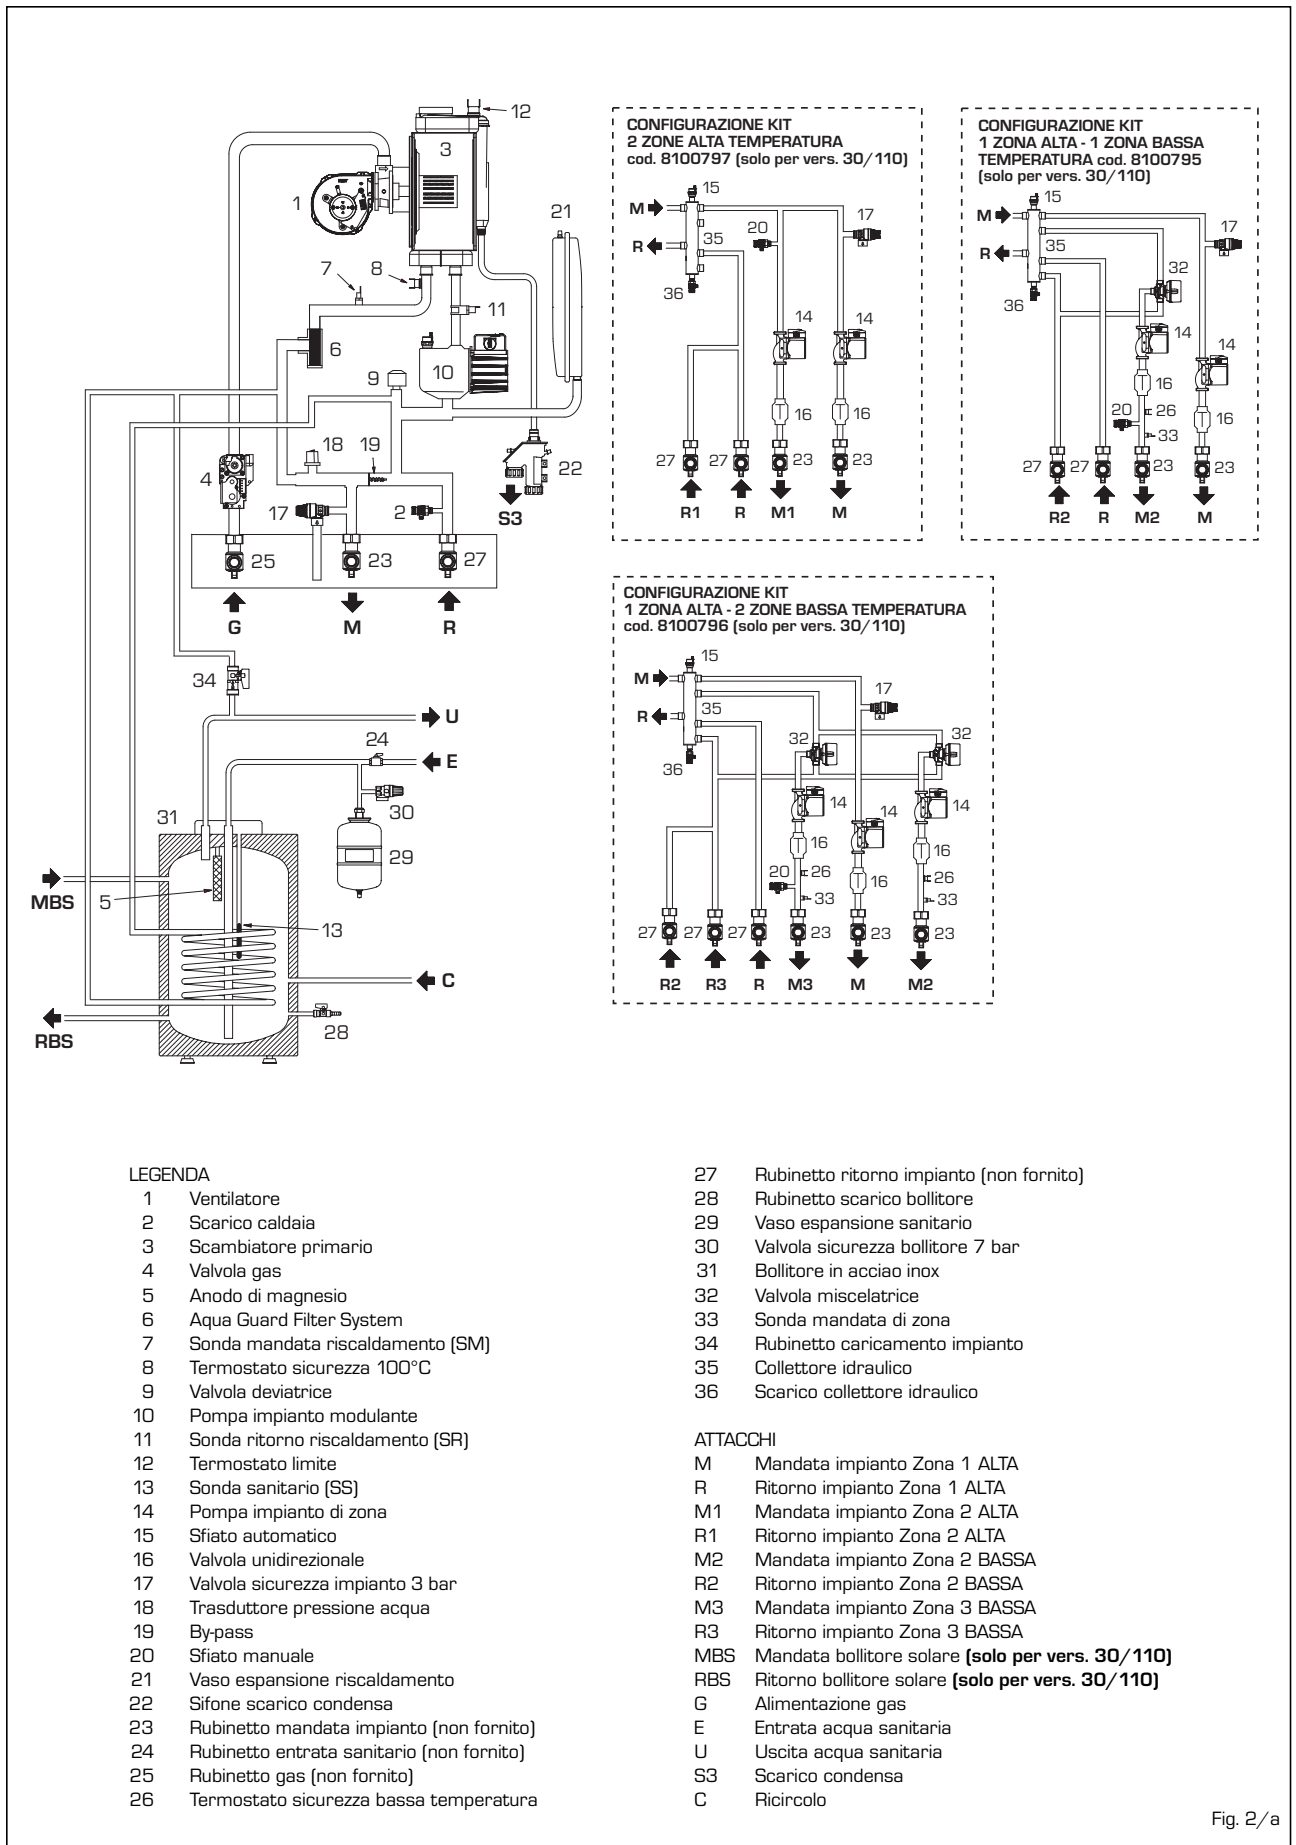 12
3
1
21
7
8
11
6
10
9
18
19
4
22
17
2
S3
25
23
27
G
M
R
34
U
24
E
30
31
29
MBS
5
13
C
RBS
28
CONFIGURAZIONE KIT
2 ZONE ALTA TEMPERATURA
cod. 8100797 (solo per vers. 30/110)
15
M
17
20
R
35
36
14
14
16
16
27
27
23
23
R1
R
M1
M
CONFIGURAZIONE KIT
1 ZONA ALTA - 1 ZONA BASSA
TEMPERATURA cod. 8100795
(solo per vers. 30/110)
15
M
17
35
R
32
36
14
14
16
20
26
16
33
27
27
23
23
R2
R
M2
M
CONFIGURAZIONE KIT
1 ZONA ALTA - 2 ZONE BASSA TEMPERATURA
cod. 8100796 (solo per vers. 30/110)
15
M
17
35
R
32
32
36
14
14
14
16
16
20
26
16
26
33
33
27
27
27
23
23
23
R2
R3
R
M3
M
M2
LEGENDA
1 Ventilatore
2 Scarico caldaia
3 Scambiatore primario
4 Valvola gas
5 Anodo di magnesio
6 Aqua Guard Filter System
7 Sonda mandata riscaldamento (SM)
8 Termostato sicurezza 100°C
9 Valvola deviatrice
10 Pompa impianto modulante
11 Sonda ritorno riscaldamento (SR)
12 Termostato limite
13 Sonda sanitario (SS)
14 Pompa impianto di zona
15 Sfiato automatico
16 Valvola unidirezionale
17 Valvola sicurezza impianto 3 bar
18 Trasduttore pressione acqua
19 By-pass
20 Sfiato manuale
21 Vaso espansione riscaldamento
22 Sifone scarico condensa
23 Rubinetto mandata impianto (non fornito)
24 Rubinetto entrata sanitario (non fornito)
25 Rubinetto gas (non fornito)
26 Termostato sicurezza bassa temperatura
27 Rubinetto ritorno impianto (non fornito)
28 Rubinetto scarico bollitore
29 Vaso espansione sanitario
30 Valvola sicurezza bollitore 7 bar
31 Bollitore in acciao inox
32 Valvola miscelatrice
33 Sonda mandata di zona
34 Rubinetto caricamento impianto
35 Collettore idraulico
36 Scarico collettore idraulico
ATTACCHI
M Mandata impianto Zona 1 ALTA
R Ritorno impianto Zona 1 ALTA
M1 Mandata impianto Zona 2 ALTA
R1 Ritorno impianto Zona 2 ALTA
M2 Mandata impianto Zona 2 BASSA
R2 Ritorno impianto Zona 2 BASSA
M3 Mandata impianto Zona 3 BASSA
R3 Ritorno impianto Zona 3 BASSA
MBS Mandata bollitore solare (solo per vers. 30/110)
RBS Ritorno bollitore solare (solo per vers. 30/110)
G Alimentazione gas
E Entrata acqua sanitaria
U Uscita acqua sanitaria
S3 Scarico condensa
C Ricircolo
Fig. 2/a